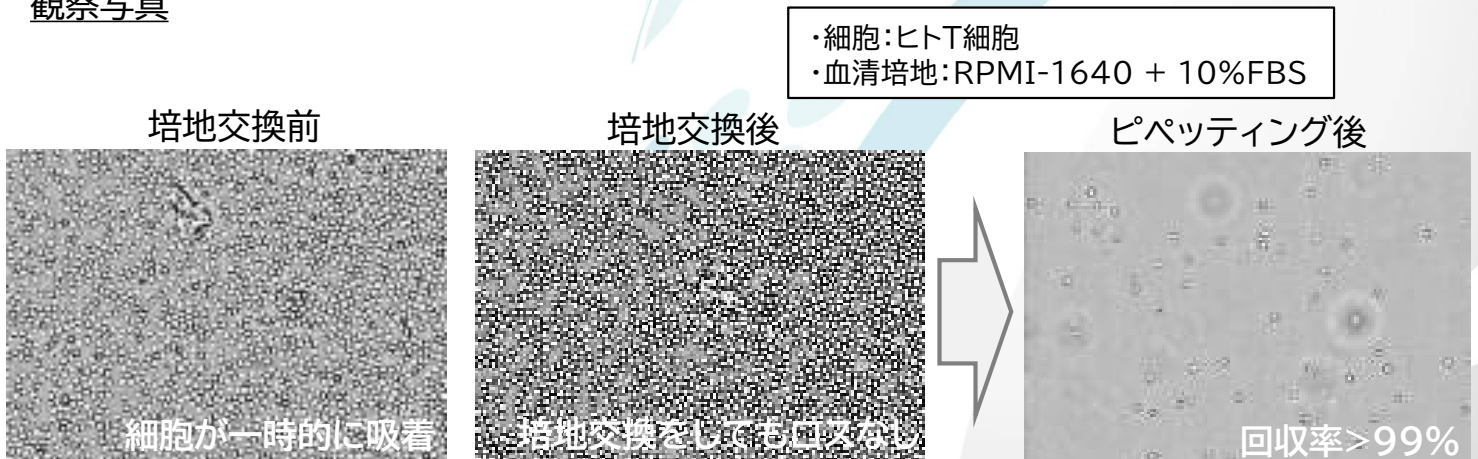 観察写真
・細胞：ヒトT細胞
・血清培地：RPMI-1640 + 10%FBS
培地交換前
培地交換後
ピペッティング後
細胞が一時的に吸着
培地交換をしてもロスなし
回収率>99%